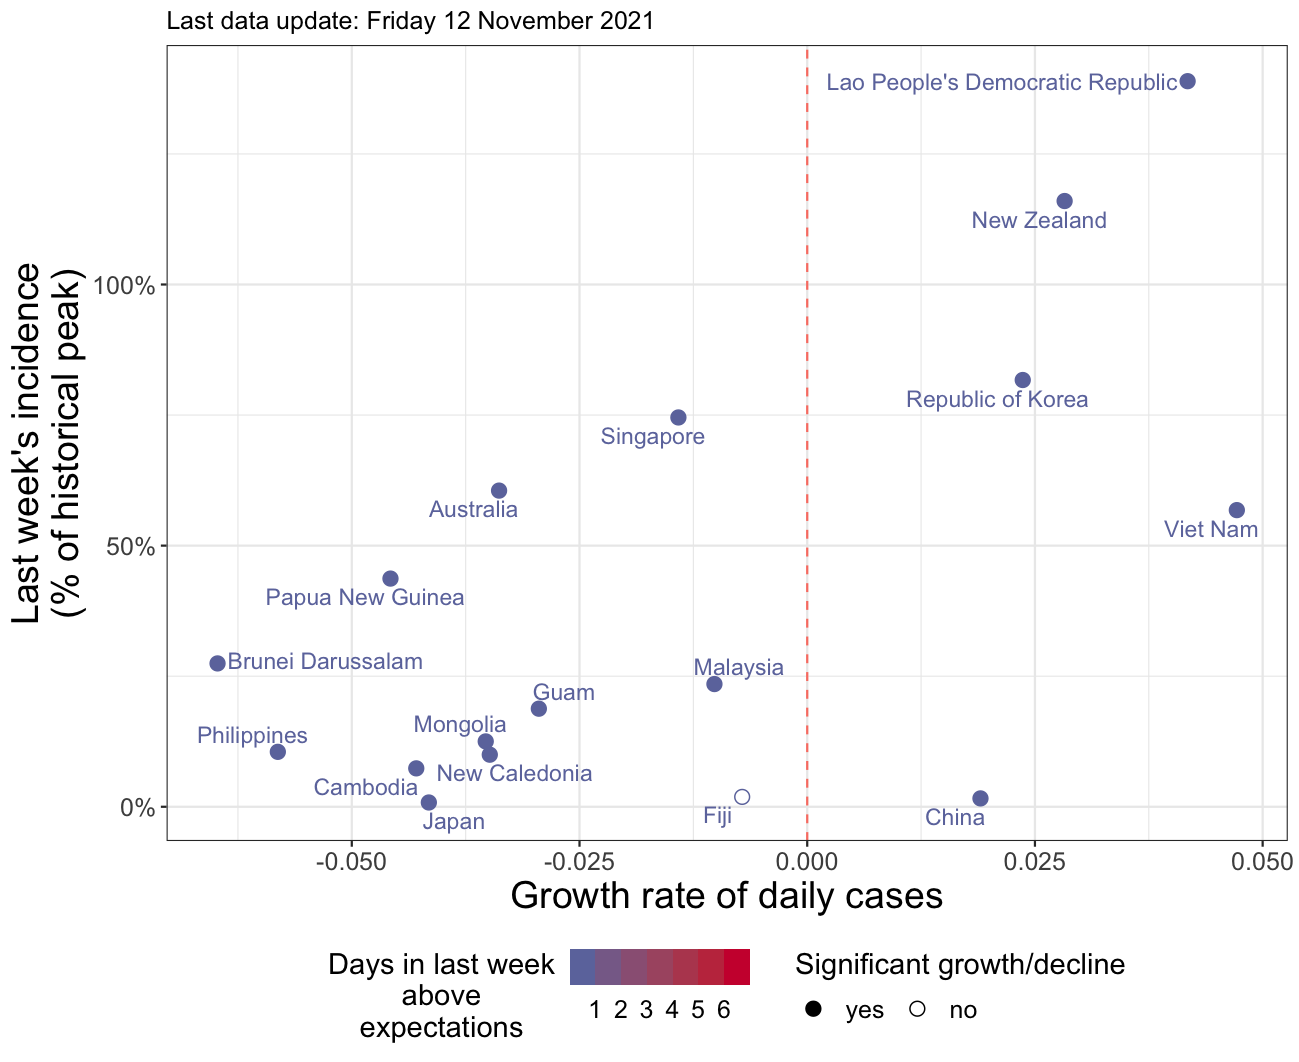 Last data update: Friday 12 November 2021
Lao People's Democratic Republic
New Zealand
Republic of Korea
Singapore
Australia
Viet Nam
Papua New Guinea
Brunei Darussalam
Malaysia
Guam
Mongolia
Philippines
New Caledonia
Cambodia
Japan
Fiji
China
Last week's incidence
(% of historical peak)
100%
50%
0%
-0.050 -0.025 0.000 0.025 0.050
Growth rate of daily cases
Days in last week
above
expectations
1 2 3 4 5 6
Significant growth/decline
yes no